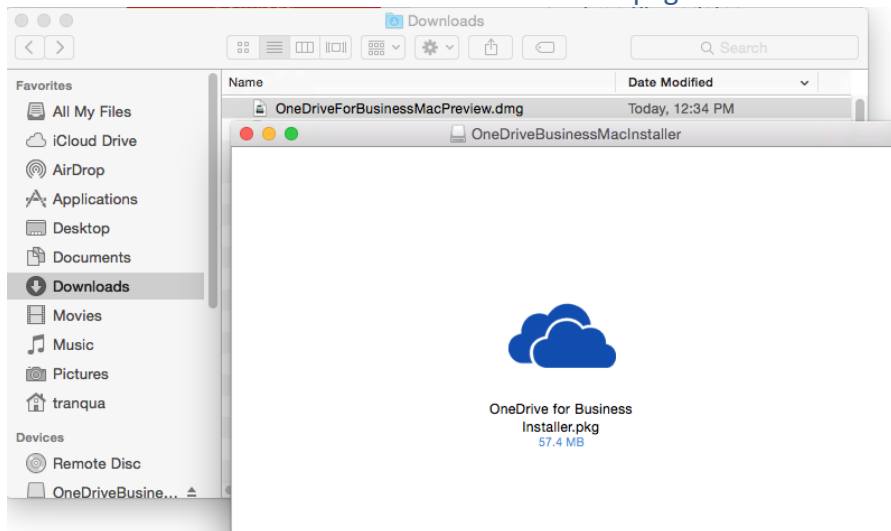 Downloads
Search
Favorites
All My Files
iCloud Drive
AirDrop
Applications
Desktop
Documents
Downloads
Movies
Music
Pictures
tranqua
Devices
Remote Disc
OneDriveBusine...
Name
Date Modified
OneDriveForBusinessMacPreview.dmg
Today, 12:34 PM
OneDriveBusinessMacInstaller
OneDrive for Business
Installer.pkg
57.4 MB